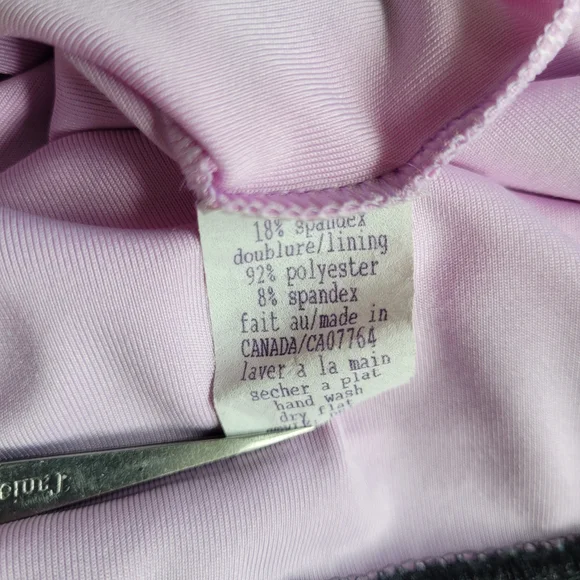 18% spandex
doublure/lining
92% polyester
8% spandex
fait au/made in
CANADA/CA07764
laver a la main
secher a plat
hand wash
dry flat